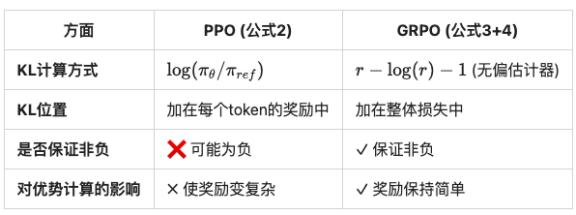 方面 PPO (公式2) GRPO (公式3+4)
KL计算方式 log(πθ/πref) r − log(r) − 1 (无偏估计器)
KL位置 加在每个token的奖励中 加在整体损失中
是否保证非负 ❌ 可能为负 ✓ 保证非负
对优势计算的影响 ✕ 使奖励变复杂 ✓ 奖励保持简单